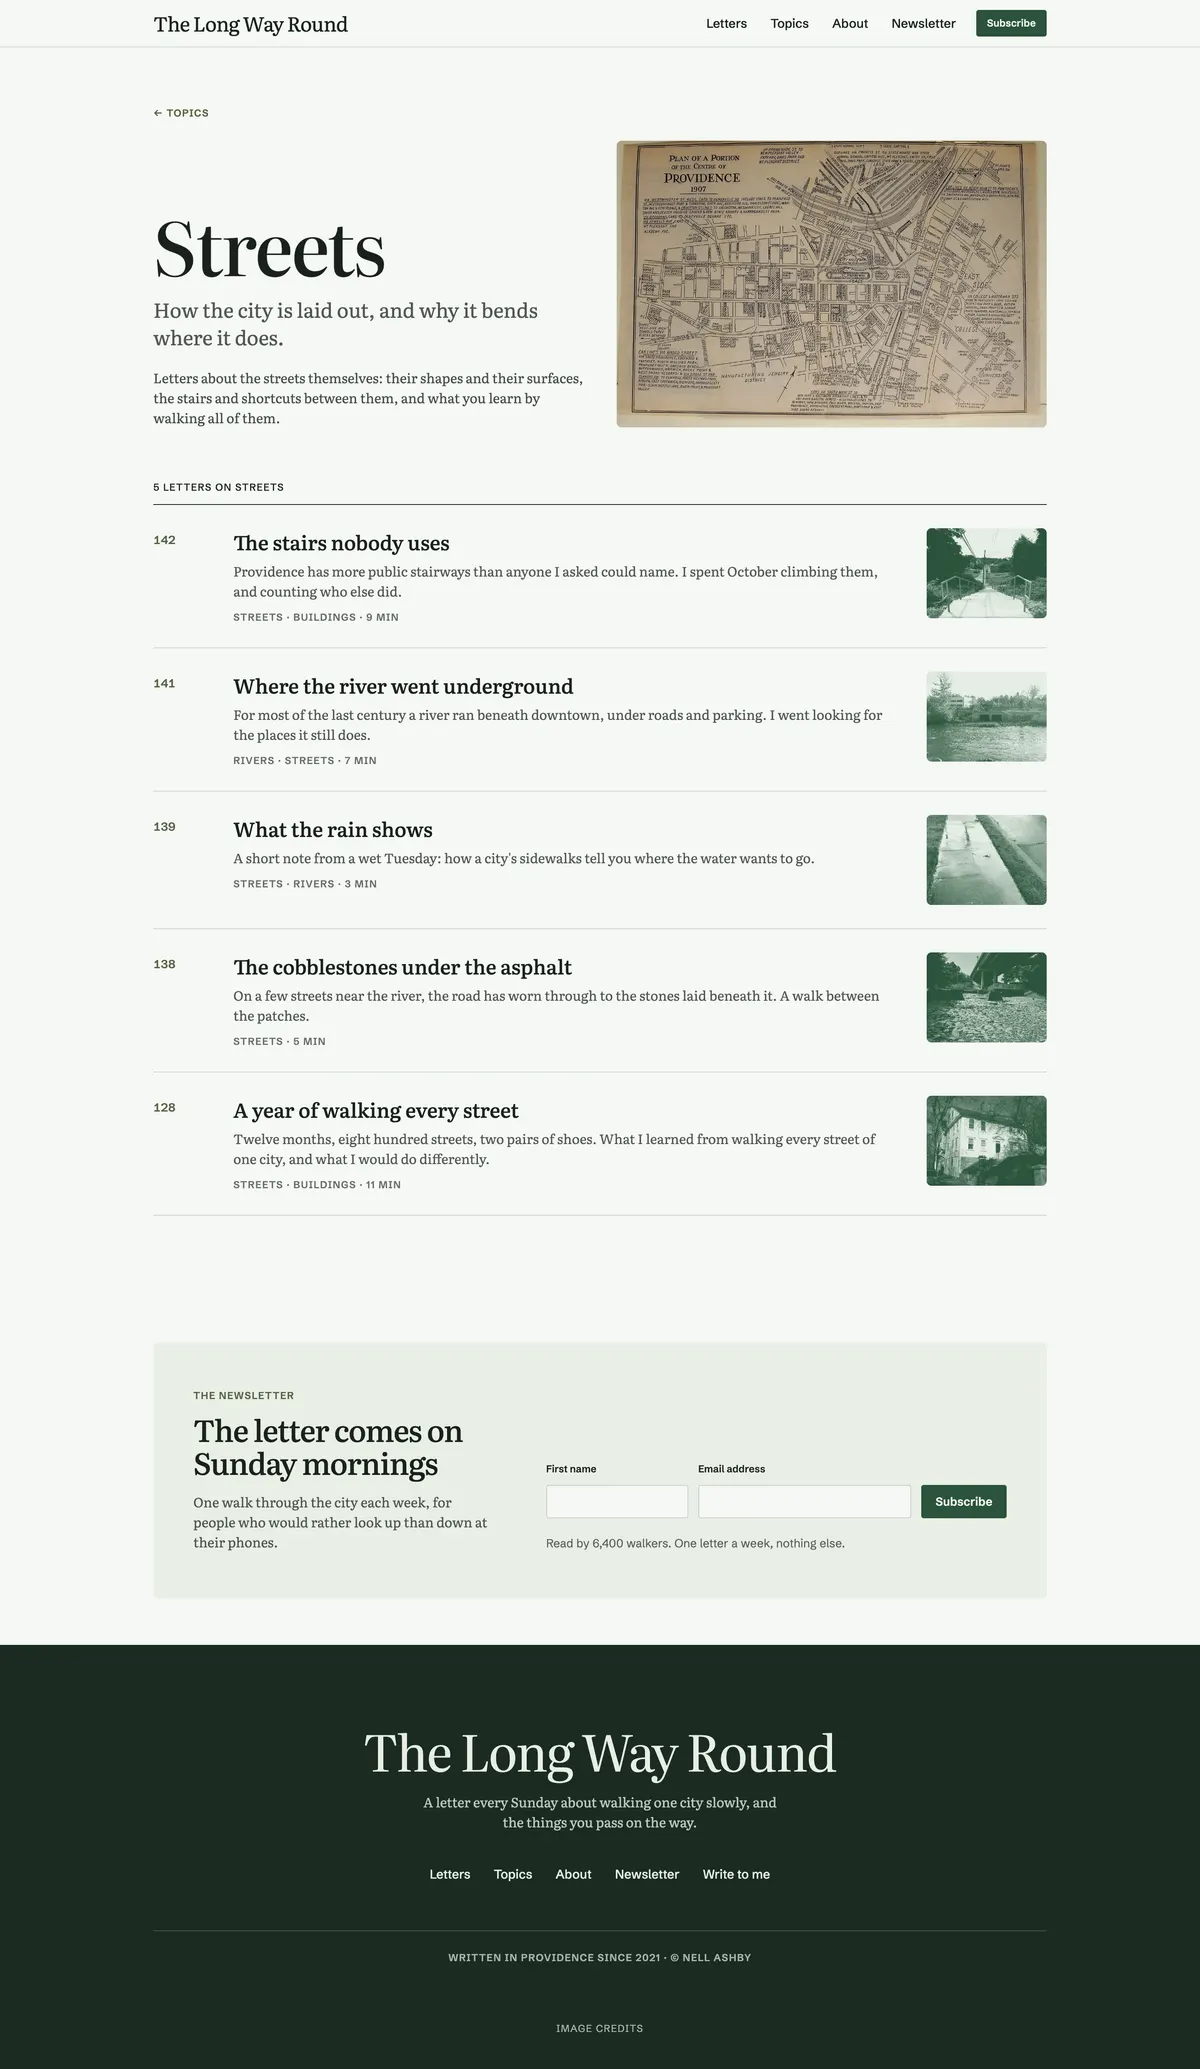 The Long Way Round
Letters
Topics
About
Newsletter
Subscribe
← TOPICS
PLAN OF A PORTION
OF THE CENTRE OF
PROVIDENCE
1907
EAST
SIDE
COLLEGE HILL
MANUFACTURING JEWELRY
DISTRICT
Streets
How the city is laid out, and why it bends
where it does.
Letters about the streets themselves: their shapes and their surfaces,
the stairs and shortcuts between them, and what you learn by
walking all of them.
5 LETTERS ON STREETS
142
The stairs nobody uses
Providence has more public stairways than anyone I asked could name. I spent October climbing them,
and counting who else did.
STREETS · BUILDINGS · 9 MIN
141
Where the river went underground
For most of the last century a river ran beneath downtown, under roads and parking. I went looking for
the places it still does.
RIVERS · STREETS · 7 MIN
139
What the rain shows
A short note from a wet Tuesday: how a city's sidewalks tell you where the water wants to go.
STREETS · RIVERS · 3 MIN
138
The cobblestones under the asphalt
On a few streets near the river, the road has worn through to the stones laid beneath it. A walk between
the patches.
STREETS · 5 MIN
128
A year of walking every street
Twelve months, eight hundred streets, two pairs of shoes. What I learned from walking every street of
one city, and what I would do differently.
STREETS · BUILDINGS · 11 MIN
THE NEWSLETTER
The letter comes on
Sunday mornings
One walk through the city each week, for
people who would rather look up than down at
their phones.
First name
Email address
Subscribe
Read by 6,400 walkers. One letter a week, nothing else.
The Long Way Round
A letter every Sunday about walking one city slowly, and
the things you pass on the way.
Letters
Topics
About
Newsletter
Write to me
WRITTEN IN PROVIDENCE SINCE 2021 · © NELL ASHBY
IMAGE CREDITS